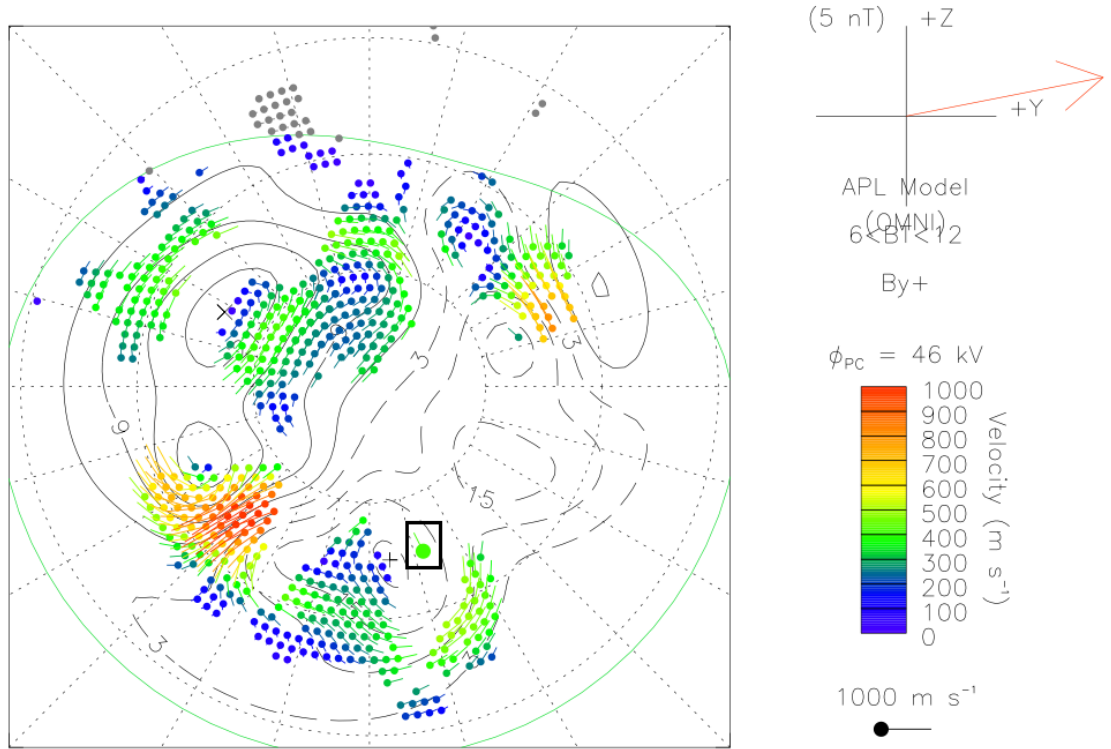 (5 nT)
+Z
+Y
APL Model
(OMNI)
6<BT<12
By+
ϕPC = 46 kV
1000
900
800
700
600
500
400
300
200
100
0
Velocity (m s⁻¹)
1000 m s⁻¹
3
3
9
15
3